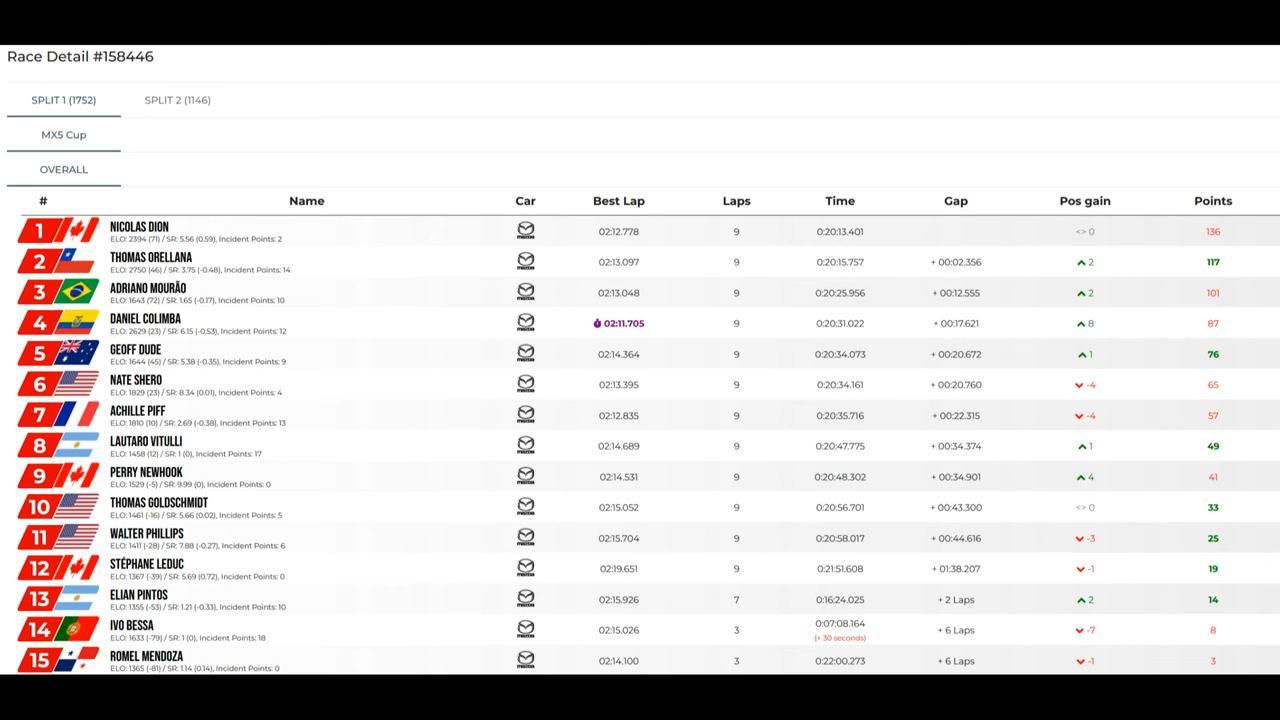 Race Detail #158446
SPLIT 1 (1752) SPLIT 2 (1146)
MX5 Cup
OVERALL
# Name Car Best Lap Laps Time Gap Pos gain Points
1 NICOLAS DION 02:12.778 9 0:20:13.401 <> 0 136
ELO: 2394 (71) / SR: 5.56 (0.59), Incident Points: 2
2 THOMAS ORELLANA 02:13.097 9 0:20:15.757 + 00:02.356 2 117
ELO: 2750 (46) / SR: 3.75 (-0.48), Incident Points: 14
3 ADRIANO MOURÃO 02:13.048 9 0:20:25.956 + 00:12.555 2 101
ELO: 1643 (72) / SR: 1.65 (-0.17), Incident Points: 10
4 DANIEL COLIMBA 02:11.705 9 0:20:31.022 + 00:17.621 8 87
ELO: 2629 (23) / SR: 6.15 (-0.53), Incident Points: 12
5 GEOFF DUDE 02:14.364 9 0:20:34.073 + 00:20.672 1 76
ELO: 1644 (45) / SR: 5.38 (-0.35), Incident Points: 9
6 NATE SHERO 02:13.395 9 0:20:34.161 + 00:20.760 -4 65
ELO: 1829 (23) / SR: 8.34 (0.01), Incident Points: 4
7 ACHILLE PIFF 02:12.835 9 0:20:35.716 + 00:22.315 -4 57
ELO: 1810 (10) / SR: 2.69 (-0.38), Incident Points: 13
8 LAUTARO VITULLI 02:14.689 9 0:20:47.775 + 00:34.374 1 49
ELO: 1458 (12) / SR: 1 (0), Incident Points: 17
9 PERRY NEWHOOK 02:14.531 9 0:20:48.302 + 00:34.901 4 41
ELO: 1529 (-5) / SR: 9.99 (0), Incident Points: 0
10 THOMAS GOLDSCHMIDT 02:15.052 9 0:20:56.701 + 00:43.300 <> 0 33
ELO: 1461 (-16) / SR: 5.66 (0.02), Incident Points: 5
11 WALTER PHILLIPS 02:15.704 9 0:20:58.017 + 00:44.616 -3 25
ELO: 1411 (-28) / SR: 7.88 (-0.27), Incident Points: 6
12 STÉPHANE LEDUC 02:19.651 9 0:21:51.608 + 01:38.207 -1 19
ELO: 1367 (-39) / SR: 5.69 (0.72), Incident Points: 0
13 ELIAN PINTOS 02:15.926 7 0:16:24.025 + 2 Laps 2 14
ELO: 1355 (-53) / SR: 1.21 (-0.33), Incident Points: 10
14 IVO BESSA 02:15.026 3 0:07:08.164 + 6 Laps -7 8
ELO: 1633 (-79) / SR: 1 (0), Incident Points: 18 (+ 30 seconds)
15 ROMEL MENDOZA 02:14.100 3 0:22:00.273 + 6 Laps -1 3
ELO: 1365 (-81) / SR: 1.14 (0.14), Incident Points: 0